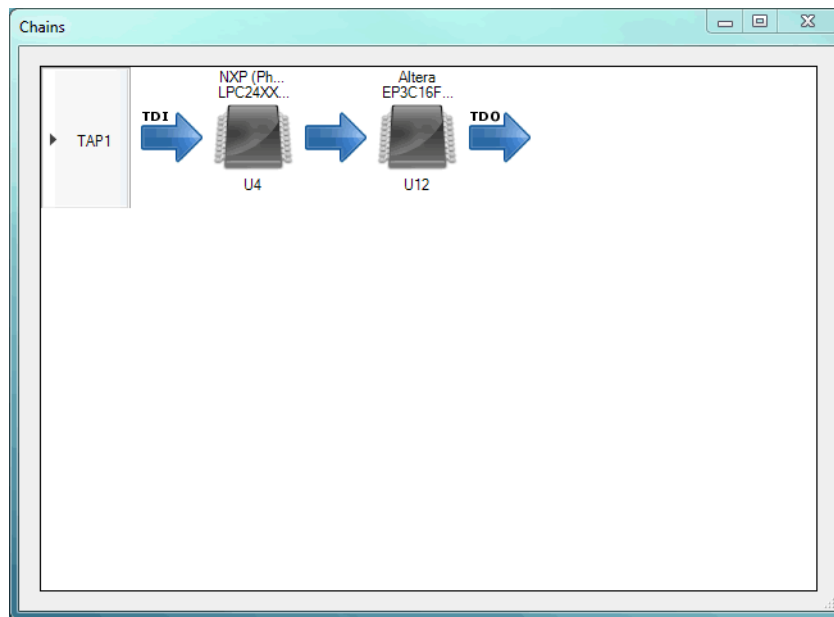 Chains
TAP1
TDI
NXP (Ph...
LPC24XX...
U4
Altera
EP3C16F...
U12
TDO